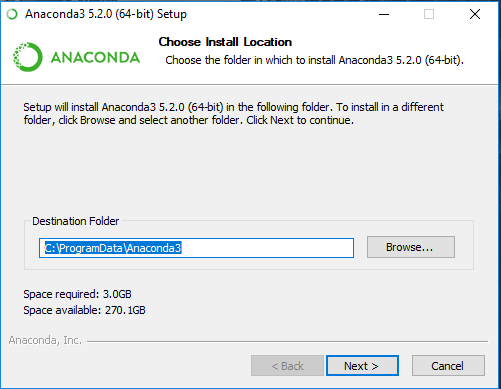 Anaconda3 5.2.0 (64-bit) Setup
ANACONDA
Choose Install Location
Choose the folder in which to install Anaconda3 5.2.0 (64-bit).
Setup will install Anaconda3 5.2.0 (64-bit) in the following folder. To install in a different
folder, click Browse and select another folder. Click Next to continue.
Destination Folder
C:\ProgramData\Anaconda3
Browse...
Space required: 3.0GB
Space available: 270.1GB
Anaconda, Inc.
< Back
Next >
Cancel